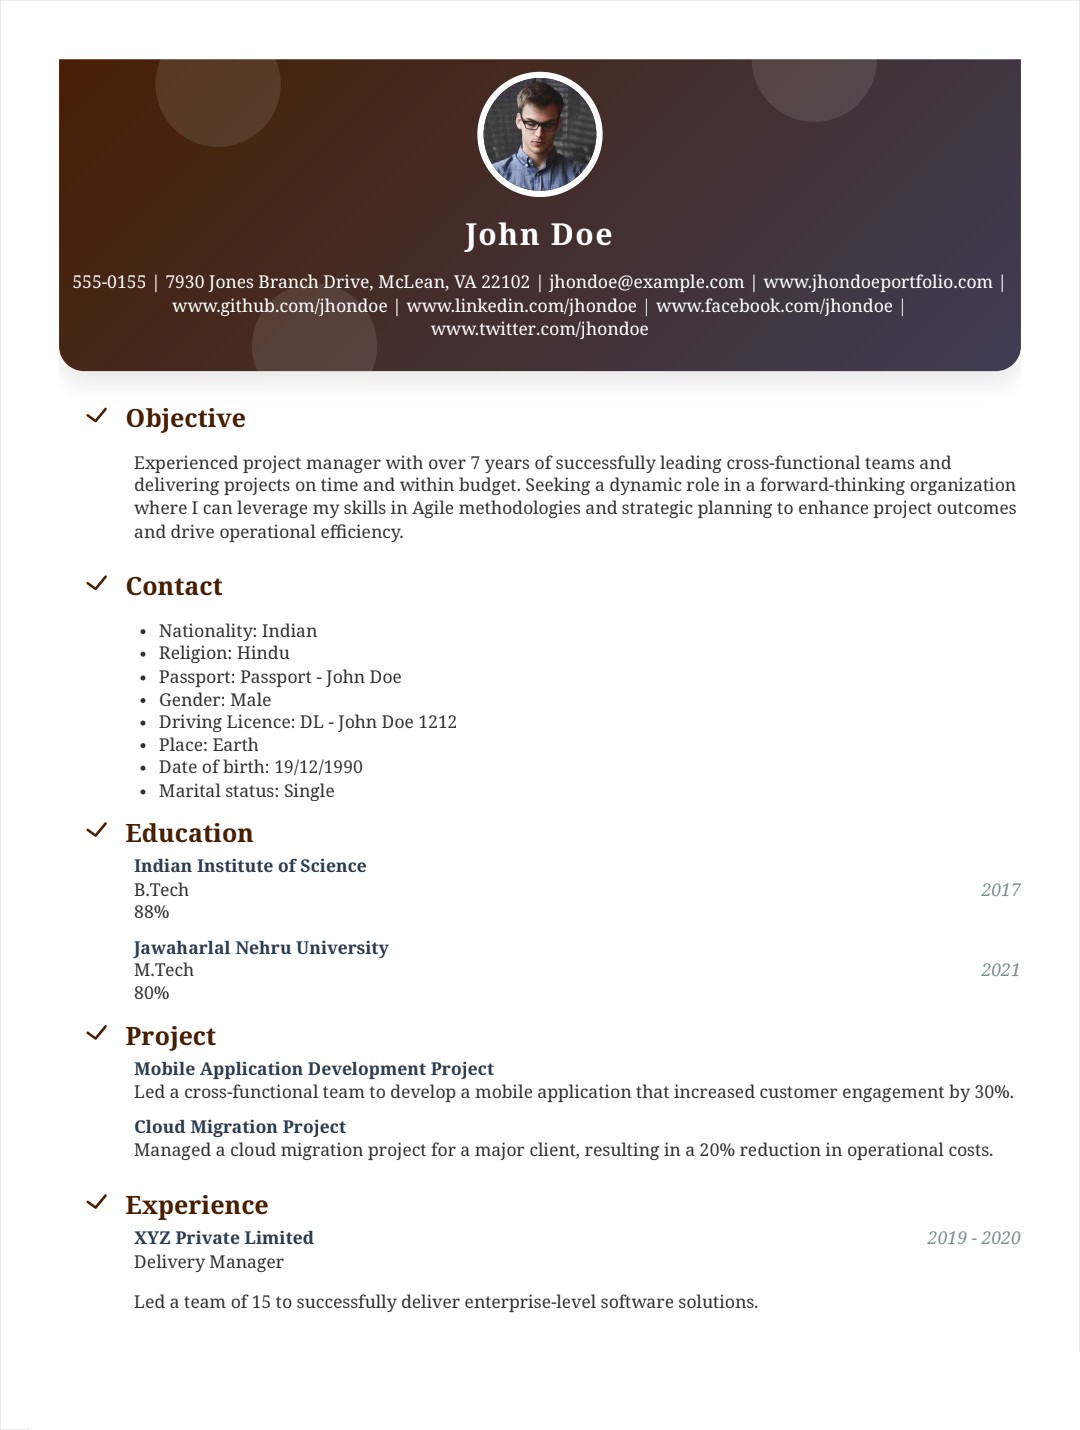 John Doe
555-0155 | 7930 Jones Branch Drive, McLean, VA 22102 | jhondoe@example.com | www.jhondoeportfolio.com |
www.github.com/jhondoe | www.linkedin.com/jhondoe | www.facebook.com/jhondoe |
www.twitter.com/jhondoe
Objective
Experienced project manager with over 7 years of successfully leading cross-functional teams and
delivering projects on time and within budget. Seeking a dynamic role in a forward-thinking organization
where I can leverage my skills in Agile methodologies and strategic planning to enhance project outcomes
and drive operational efficiency.
Contact
• Nationality: Indian
• Religion: Hindu
• Passport: Passport - John Doe
• Gender: Male
• Driving Licence: DL - John Doe 1212
• Place: Earth
• Date of birth: 19/12/1990
• Marital status: Single
Education
Indian Institute of Science
B.Tech 2017
88%
Jawaharlal Nehru University
M.Tech 2021
80%
Project
Mobile Application Development Project
Led a cross-functional team to develop a mobile application that increased customer engagement by 30%.
Cloud Migration Project
Managed a cloud migration project for a major client, resulting in a 20% reduction in operational costs.
Experience
XYZ Private Limited 2019 - 2020
Delivery Manager
Led a team of 15 to successfully deliver enterprise-level software solutions.